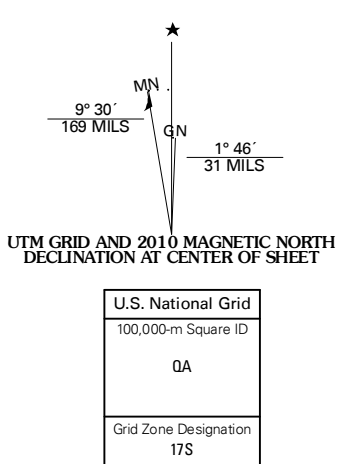 MN
GN
9° 30´
169 MILS
1° 46´
31 MILS
UTM GRID AND 2010 MAGNETIC NORTH
DECLINATION AT CENTER OF SHEET
U.S. National Grid
100,000-m Square ID
QA
Grid Zone Designation
17S